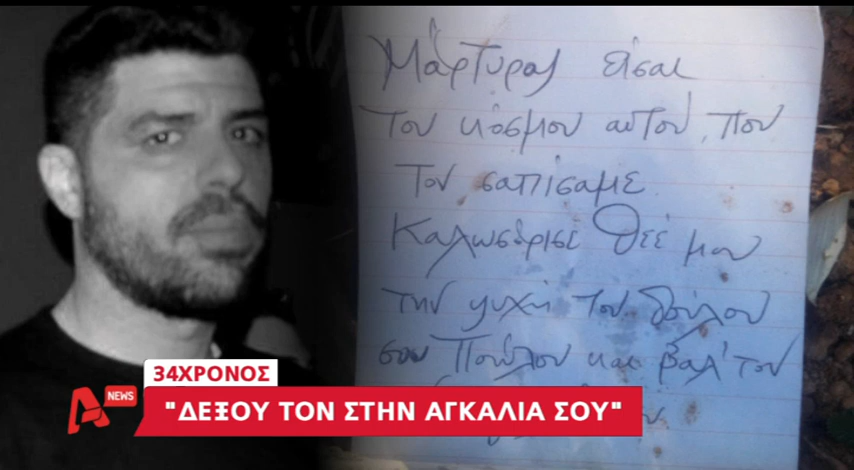 Μάρτυρας είσαι
του κόσμου αυτού, που
τον σαπίσαμε
Καλωσόρισε Θεέ μου
την ψυχή του δούλου
σου Παύλου και βαλ' τον
34ΧΡΟΝΟΣ
A NEWS
"ΔΕΞΟΥ ΤΟΝ ΣΤΗΝ ΑΓΚΑΛΙΑ ΣΟΥ"